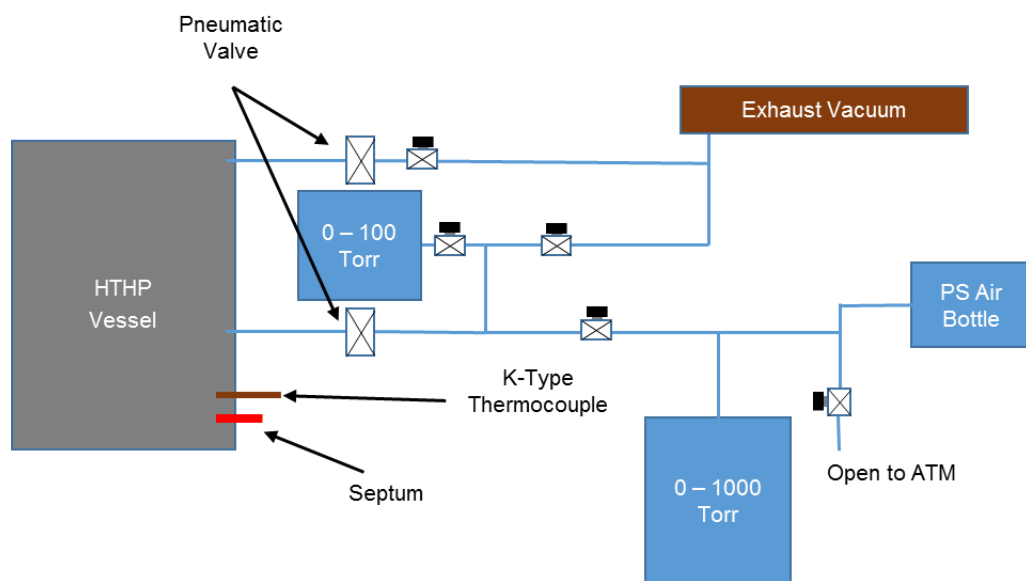 Pneumatic
Valve
Exhaust Vacuum
0 – 100
Torr
HTHP
Vessel
PS Air
Bottle
K-Type
Thermocouple
Septum
Open to ATM
0 – 1000
Torr